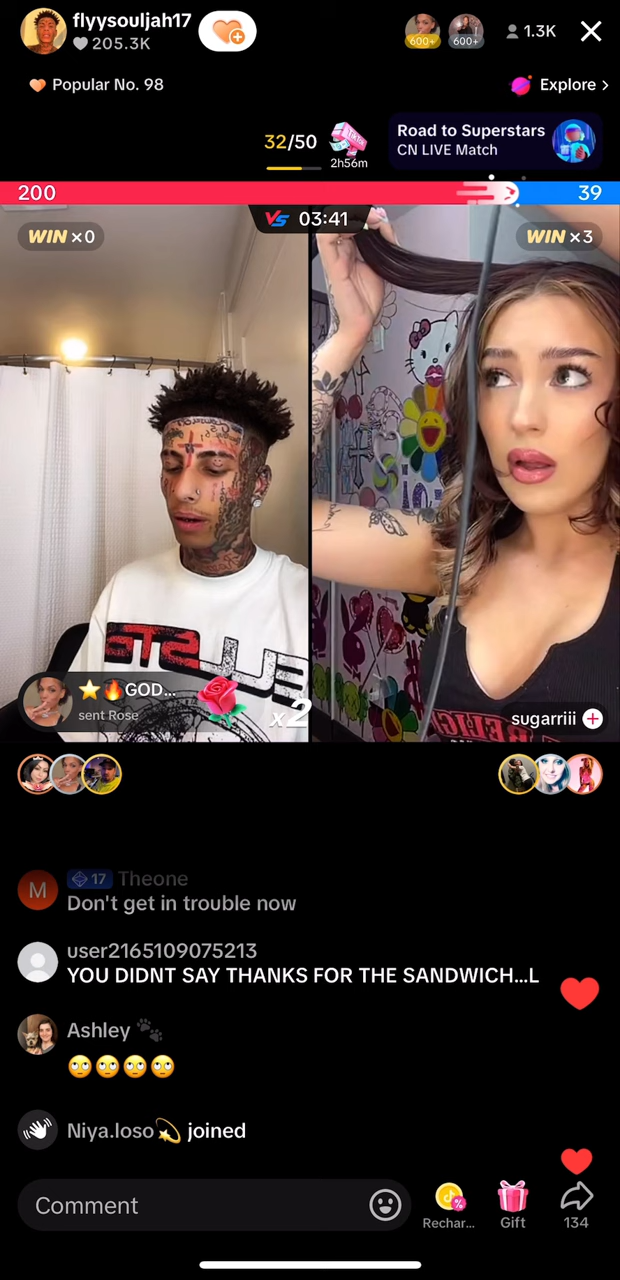 flyysouljah17
205.3K
600+
600+
1.3K
Popular No. 98
Explore >
32/50
2h56m
Road to Superstars
CN LIVE Match
200
39
VS 03:41
WIN ×0
WIN ×3
GOD...
sent Rose
x2
sugarriii
M
17 Theone
Don't get in trouble now
user2165109075213
YOU DIDNT SAY THANKS FOR THE SANDWICH...L
Ashley 🐾
🙄🙄🙄🙄
Niya.loso💫 joined
Comment
Rechar...
Gift
134